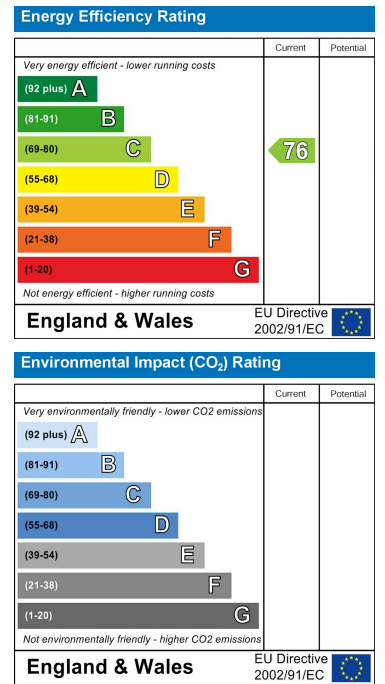 Energy Efficiency Rating
Current Potential
Very energy efficient - lower running costs
(92 plus) A
(81-91) B
(69-80) C 76
(55-68) D
(39-54) E
(21-38) F
(1-20) G
Not energy efficient - higher running costs
England & Wales EU Directive
2002/91/EC
Environmental Impact (CO₂) Rating
Current Potential
Very environmentally friendly - lower CO2 emissions
(92 plus) A
(81-91) B
(69-80) C
(55-68) D
(39-54) E
(21-38) F
(1-20) G
Not environmentally friendly - higher CO2 emissions
England & Wales EU Directive
2002/91/EC